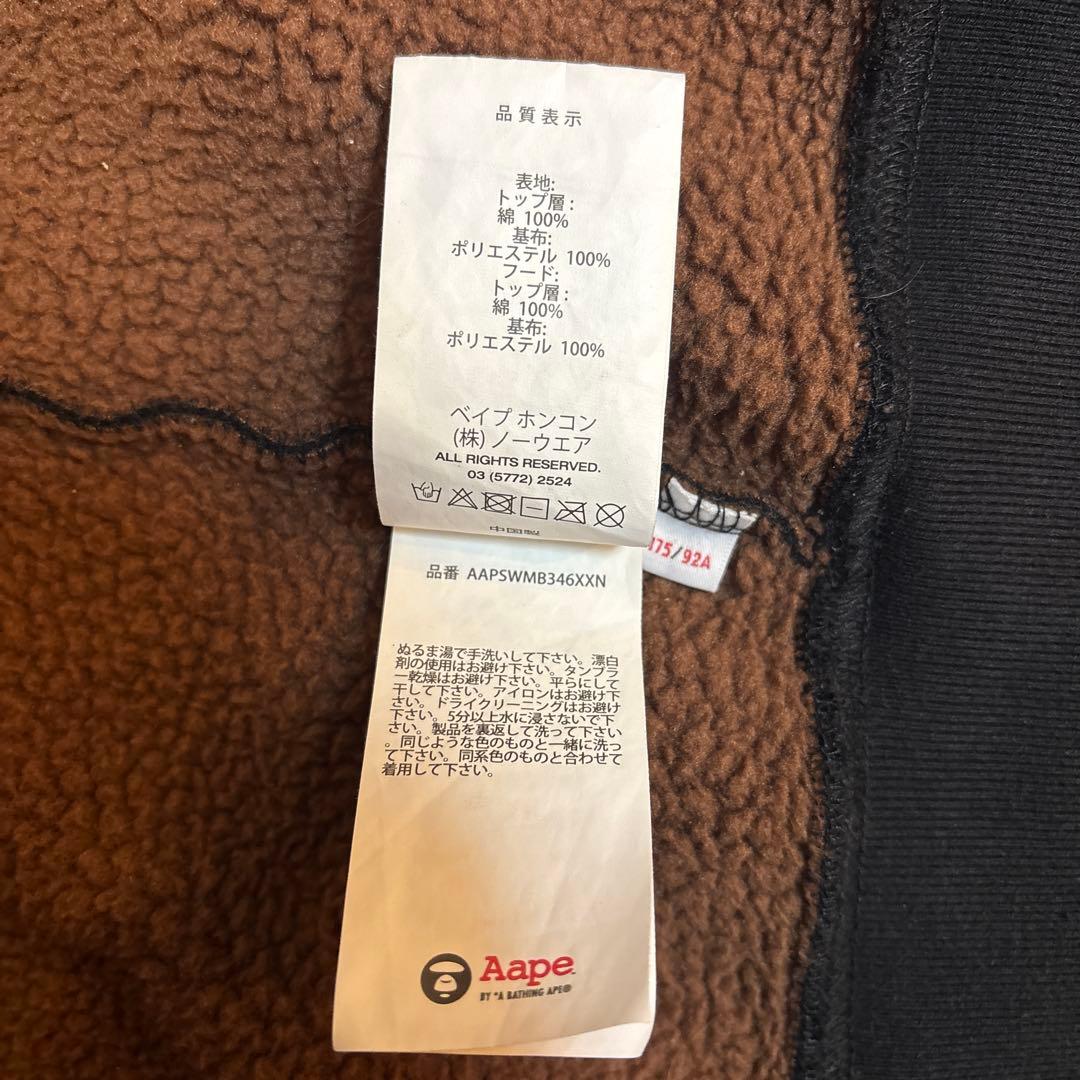 品質表示
表地:
トップ層:
綿 100%
基布:
ポリエステル 100%
フード:
トップ層:
綿 100%
基布:
ポリエステル 100%
ベイプ ホンコン
(株) ノーウエア
ALL RIGHTS RESERVED.
03 (5772) 2524
中国製
175/92A
品番 AAPSWMB346XXN
ぬるま湯で手洗いして下さい。漂白
剤の使用はお避け下さい。タンブラ
ー乾燥はお避け下さい。平らにして
干して下さい。アイロンはお避け下
さい。ドライクリーニングはお避け
下さい。5分以上水に浸さないで下
さい。製品を裏返して洗って下さい
。同じような色のものと一緒に洗っ
て下さい。同系色のものと合わせて
着用して下さい。
Aape
BY *A BATHING APE®